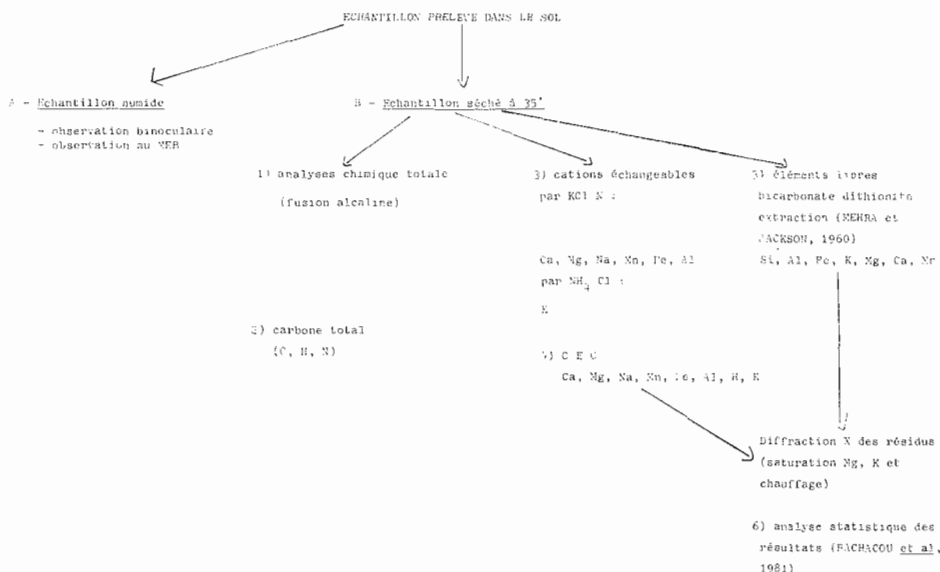 ECHANTILLON PRELEVE DANS LE SOL
A - Echantillon humide
- observation binoculaire
- observation au MEB
B - Echantillon séché à 35°
1) analyses chimique totale
(fusion alcaline)
2) carbone total
(C, H, N)
3) cations échangeables
par KCl N :
Ca, Mg, Na, Mn, Fe, Al
par NH4 Cl :
K
4) C E C
Ca, Mg, Na, Mn, Fe, Al, H, K
5) éléments libres
bicarbonate dithionite
extraction (MEHRA et
JACKSON, 1960)
Si, Al, Fe, K, Mg, Ca, Mn
Diffraction X des résidus
(saturation Mg, K et
chauffage)
6) analyse statistique des
résultats (BACHACOU et al,
1981)